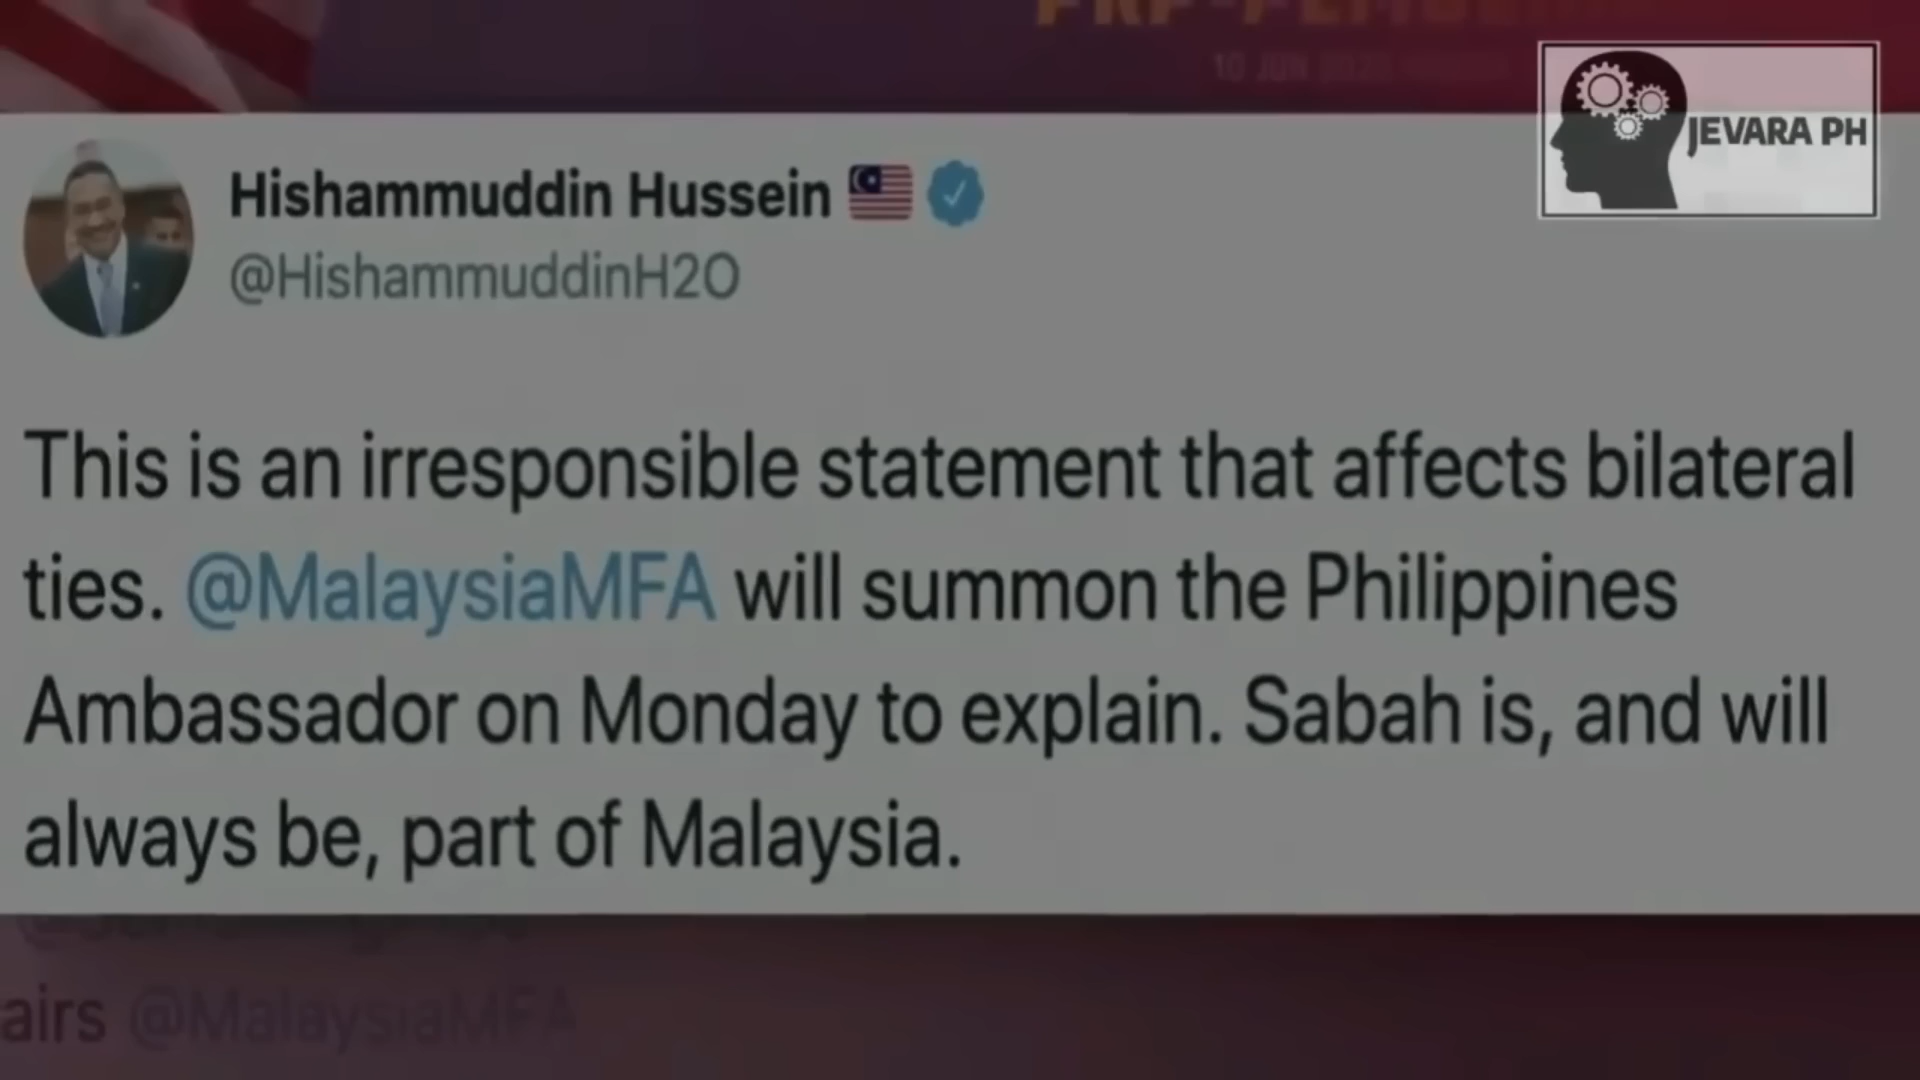 JEVARA PH
Hishammuddin Hussein
@HishammuddinH2O
This is an irresponsible statement that affects bilateral
ties. @MalaysiaMFA will summon the Philippines
Ambassador on Monday to explain. Sabah is, and will
always be, part of Malaysia.
airs @MalaysiaMFA